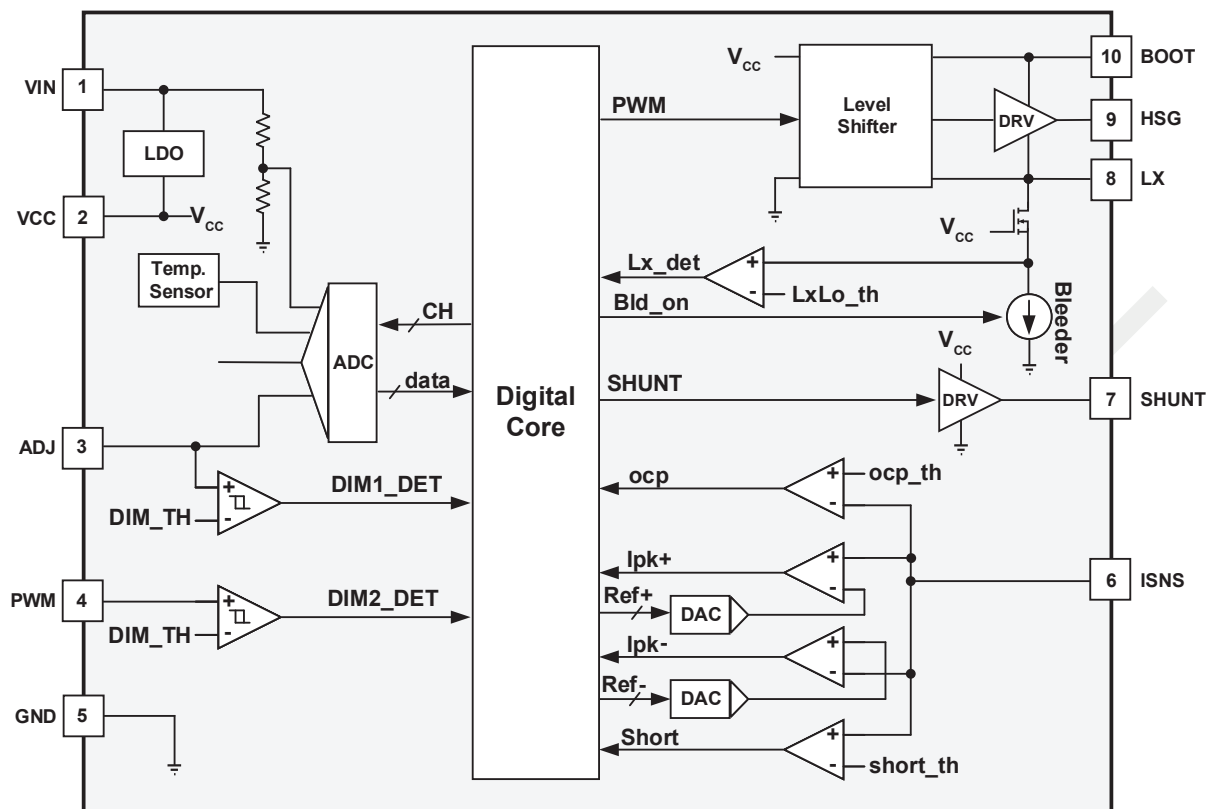 VIN 1
LDO
VCC 2
VCC
Temp.
Sensor
ADC
CH
data
ADJ 3
+
-
DIM_TH
DIM1_DET
PWM 4
+
-
DIM_TH
DIM2_DET
GND 5
Digital
Core
PWM
VCC
Level
Shifter
DRV
10 BOOT
9 HSG
8 LX
VCC
Lx_det
+
-
LxLo_th
Bld_on
Bleeder
SHUNT
VCC
DRV
7 SHUNT
ocp
+
-
ocp_th
Ipk+
+
-
Ref+
DAC
6 ISNS
Ipk-
+
-
Ref-
DAC
Short
+
-
short_th